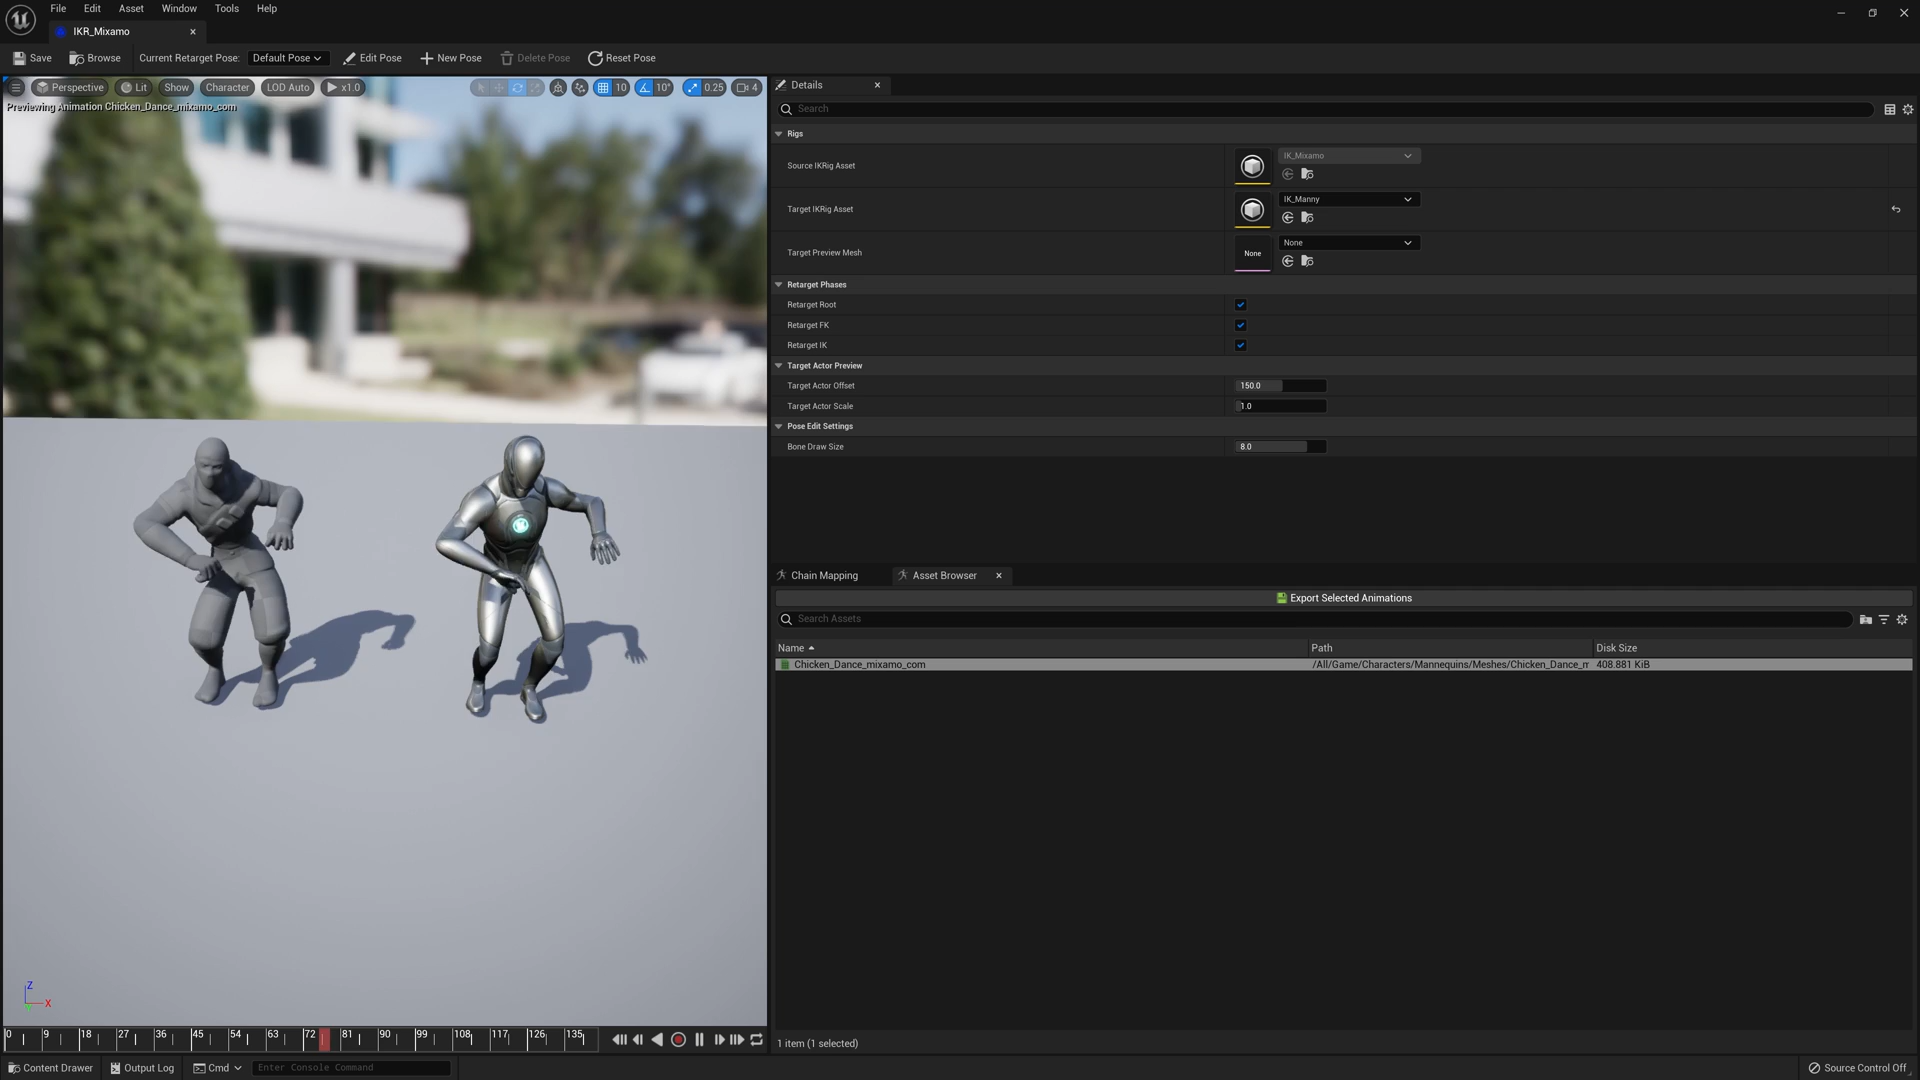 File Edit Asset Window Tools Help
IKR_Mixamo
Save Browse Current Retarget Pose: Default Pose Edit Pose New Pose Delete Pose Reset Pose
Perspective Lit Show Character LOD Auto x1.0 10 10° 0.25 4
Previewing Animation Chicken_Dance_mixamo_com
Z
X
0 9 18 27 36 45 54 63 72 81 90 99 108 117 126 135
Details
Search
Rigs
Source IKRig Asset IK_Mixamo
Target IKRig Asset IK_Manny
Target Preview Mesh None None
Retarget Phases
Retarget Root
Retarget FK
Retarget IK
Target Actor Preview
Target Actor Offset 150.0
Target Actor Scale 1.0
Pose Edit Settings
Bone Draw Size 8.0
Chain Mapping Asset Browser
Export Selected Animations
Search Assets
Name Path Disk Size
Chicken_Dance_mixamo_com /All/Game/Characters/Mannequins/Meshes/Chicken_Dance_m 408.881 KiB
1 item (1 selected)
Content Drawer Output Log Cmd Enter Console Command Source Control Off